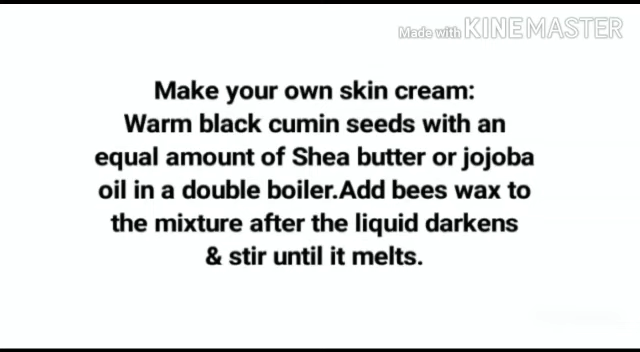 Made with KINEMASTER
Make your own skin cream:
Warm black cumin seeds with an
equal amount of Shea butter or jojoba
oil in a double boiler.Add bees wax to
the mixture after the liquid darkens
& stir until it melts.